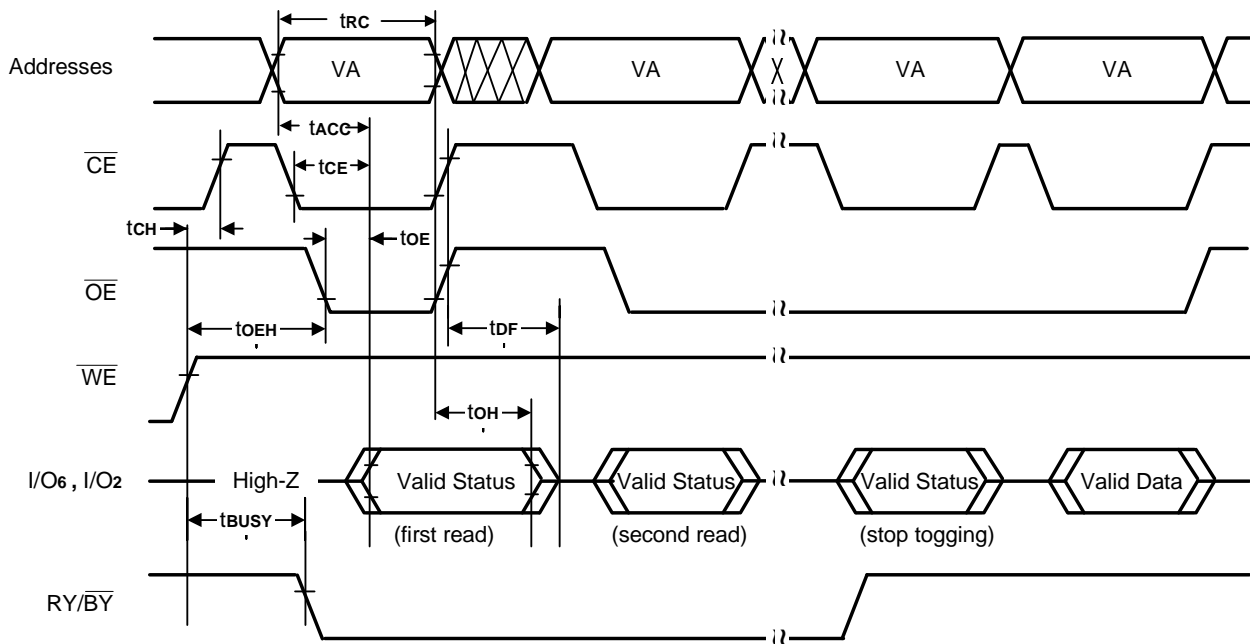 tRC
Addresses VA VA X VA VA
tACC
CE tCE
tCH tOE
OE
tOEH tDF
WE
tOH
I/O6 , I/O2 High-Z Valid Status Valid Status Valid Status Valid Data
tBUSY (first read) (second read) (stop togging)
RY/BY